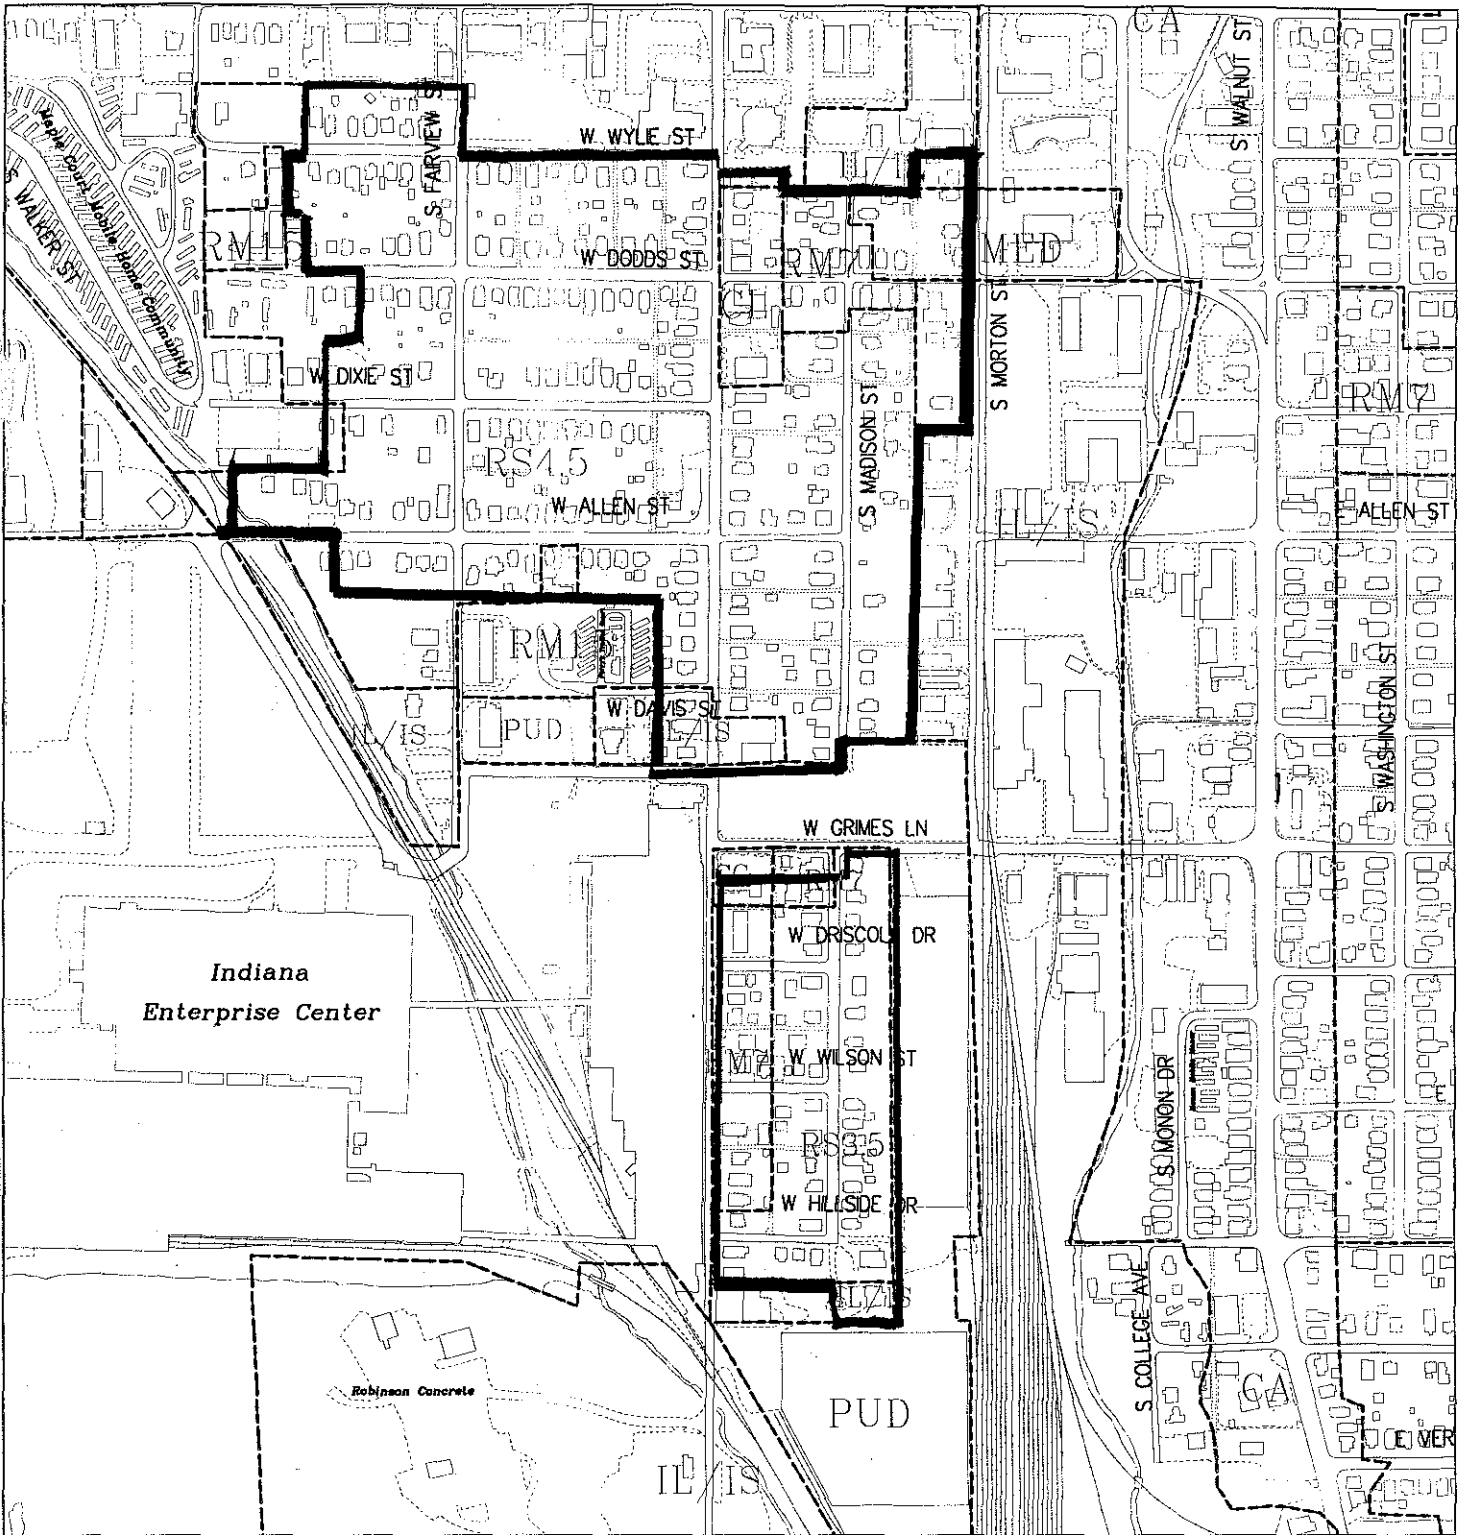 CA
S WALNUT ST
Maple Court Mobile Home Community
S WALKER ST
S FAIRVIEW ST
W WYLIE ST
RM15
W DODDS ST
RM7
MED
S MORTON ST
W DIXIE ST
S MADISON ST
RM7
RS4.5
W ALLEN ST
IL/IS
E ALLEN ST
RM15
S WASHINGTON ST
IL/IS
PUD
W DAVIS ST
IL/IS
W GRIMES LN
W DRISCOLL DR
Indiana
Enterprise Center
W WILSON ST
S MONON DR
E
RS3.5
W HILLSIDE DR
IL/IS
S COLLEGE AVE
Robinson Concrete
PUD
CA
E VER
IL/IS